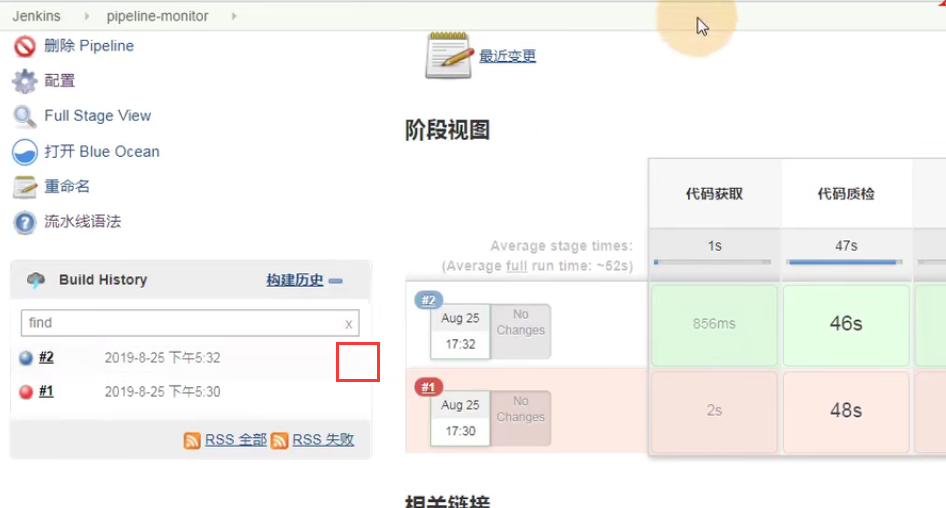 Jenkins pipeline-monitor
删除 Pipeline
配置
Full Stage View
打开 Blue Ocean
重命名
流水线语法
Build History 构建历史
find x
#2 2019-8-25 下午5:32
#1 2019-8-25 下午5:30
RSS 全部 RSS 失败
最近变更
阶段视图
代码获取 代码质检
Average stage times: 1s 47s
(Average full run time: ~52s)
#2
Aug 25
17:32
No
Changes
856ms 46s
#1
Aug 25
17:30
No
Changes
2s 48s
相关链接